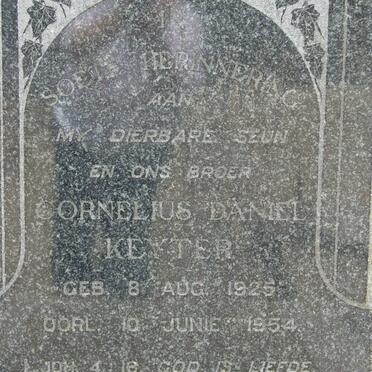 SOETE HERINNERING
AAN
MY DIERBARE SEUN
EN ONS BROER
CORNELIUS DANIEL
KEYTER
GEB. 8 AUG. 1925
OORL. 10 JUNIE 1954.
I JOH. 4:16 GOD IS LIEFDE